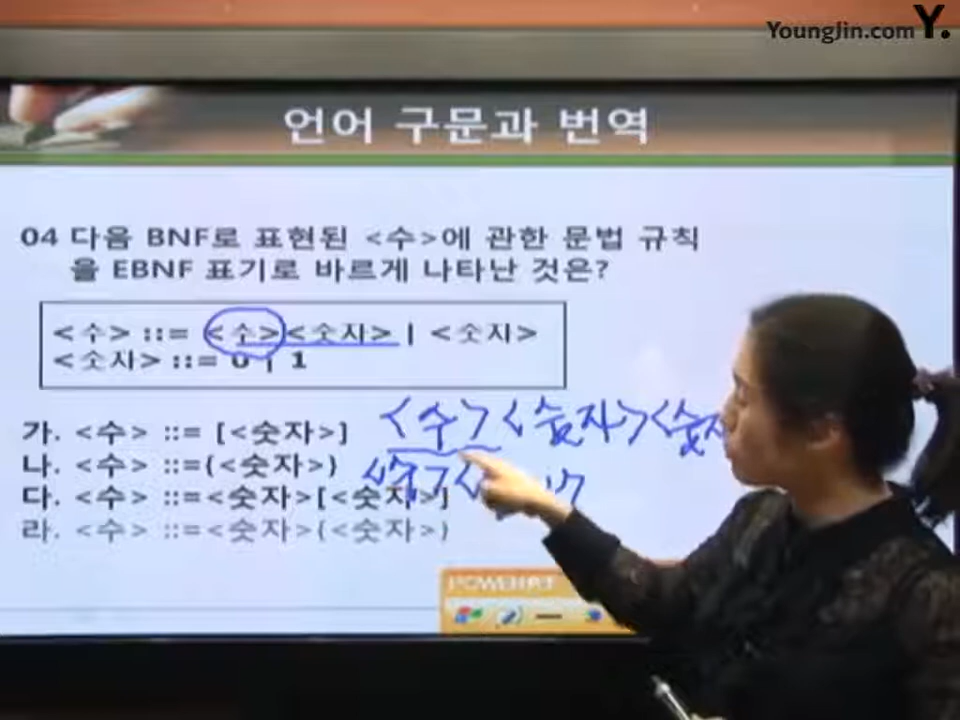 YoungJin.com Y.
언어 구문과 번역
04 다음 BNF로 표현된 <수>에 관한 문법 규칙
을 EBNF 표기로 바르게 나타난 것은?
<수> ::= <수><숫자> | <숫자>
<숫자> ::= 0 | 1
가. <수> ::= [<숫자>]
나. <수> ::=(<숫자>)
다. <수> ::=<숫자>[<숫자>]
라. <수> ::=<숫자>(<숫자>)
<수><숫자>